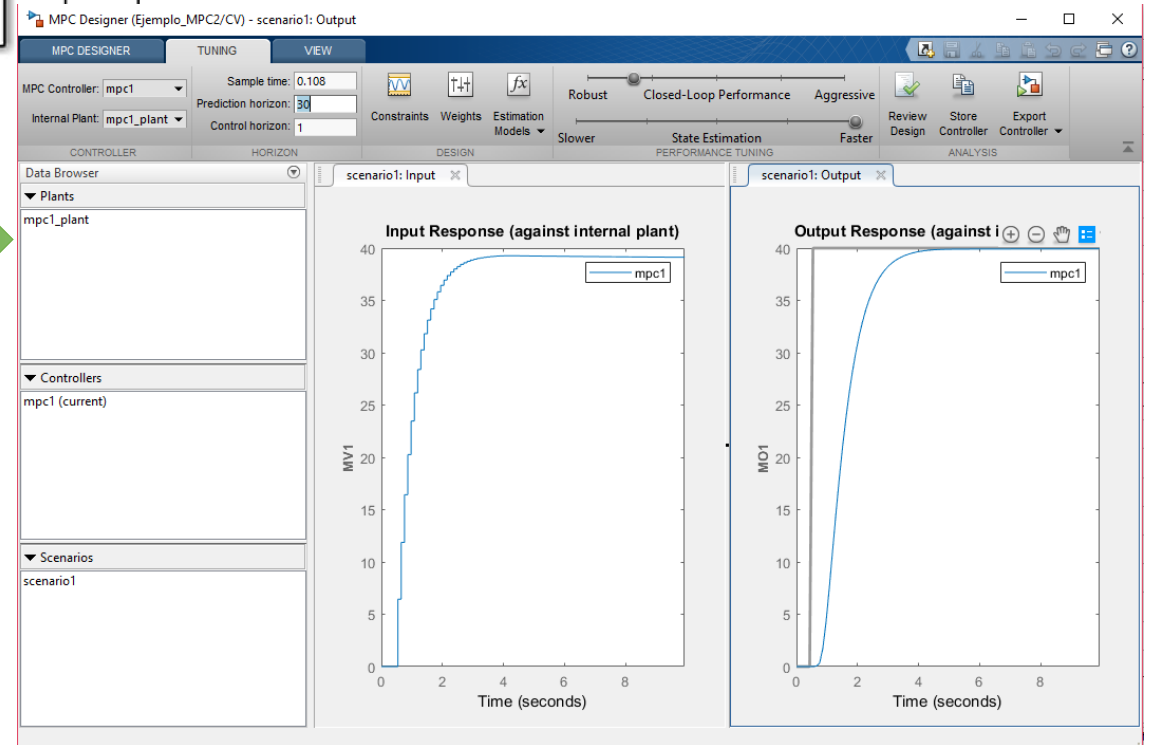 MPC Designer (Ejemplo_MPC2/CV) - scenario1: Output
MPC DESIGNER TUNING VIEW
MPC Controller: mpc1
Internal Plant: mpc1_plant
CONTROLLER
Sample time: 0.108
Prediction horizon: 30
Control horizon: 1
HORIZON
Constraints Weights Estimation Models
DESIGN
Robust Closed-Loop Performance Aggressive
Slower State Estimation Faster
PERFORMANCE TUNING
Review Design Store Controller Export Controller
ANALYSIS
Data Browser
Plants
mpc1_plant
Controllers
mpc1 (current)
Scenarios
scenario1
scenario1: Input
Input Response (against internal plant)
mpc1
40
35
30
25
20
15
10
5
0
MV1
0 2 4 6 8
Time (seconds)
scenario1: Output
Output Response (against i
mpc1
40
35
30
25
20
15
10
5
0
MO1
0 2 4 6 8
Time (seconds)